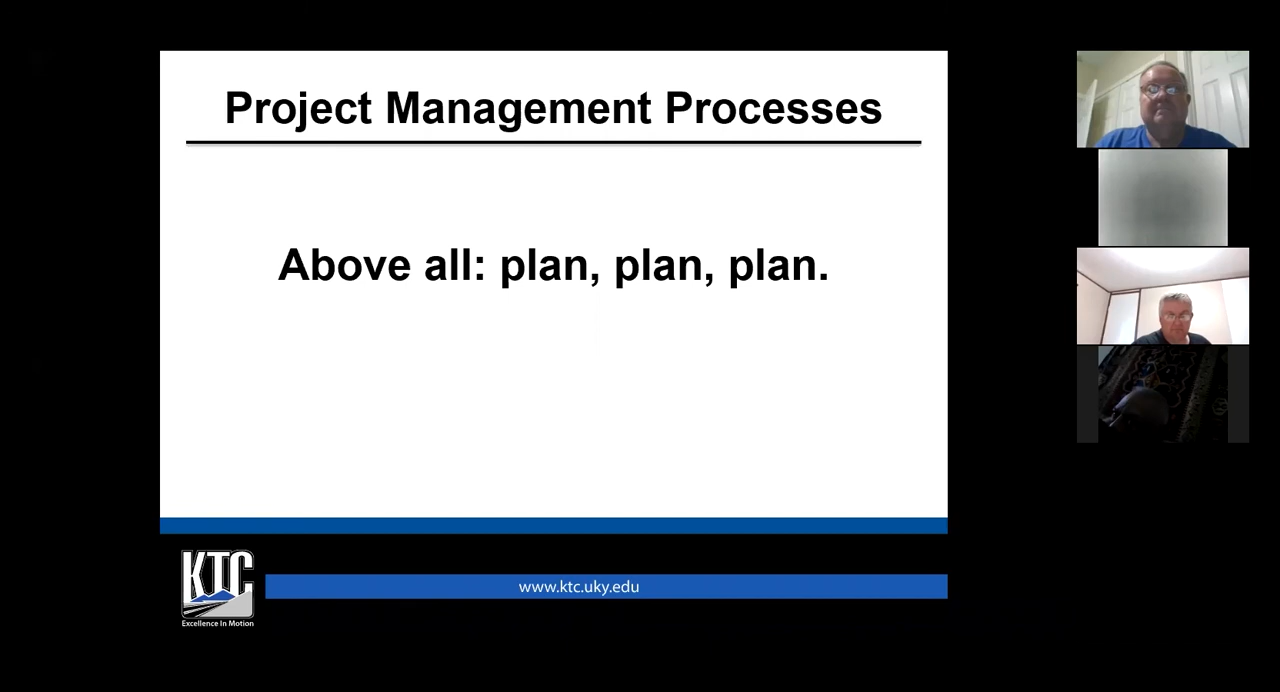 Project Management Processes
Above all: plan, plan, plan.
KTC
Excellence In Motion
www.ktc.uky.edu